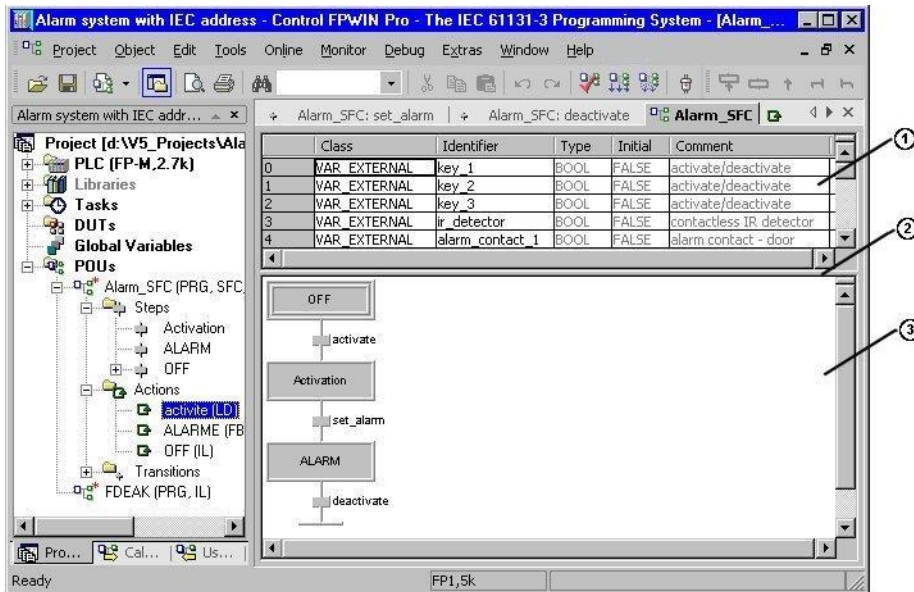 Alarm system with IEC address - Control FPWIN Pro - The IEC 61131-3 Programming System - [Alarm_...
Project Object Edit Tools Online Monitor Debug Extras Window Help
Alarm system with IEC addr...
Alarm_SFC: set_alarm Alarm_SFC: deactivate Alarm_SFC
Project [d:\V5_Projects\Ala
PLC (FP-M,2.7k)
Libraries
Tasks
DUTs
Global Variables
POUs
Alarm_SFC (PRG, SFC,
Steps
Activation
ALARM
OFF
Actions
activite (LD)
ALARME (FB
OFF (IL)
Transitions
FDEAK (PRG, IL)
Pro... Cal... Us...
Class Identifier Type Initial Comment
0 VAR_EXTERNAL key_1 BOOL FALSE activate/deactivate
1 VAR_EXTERNAL key_2 BOOL FALSE activate/deactivate
2 VAR_EXTERNAL key_3 BOOL FALSE activate/deactivate
3 VAR_EXTERNAL ir_detector BOOL FALSE contactless IR detector
4 VAR_EXTERNAL alarm_contact_1 BOOL FALSE alarm contact - door
OFF
activate
Activation
set_alarm
ALARM
deactivate
1
2
3
Ready FP1,5k